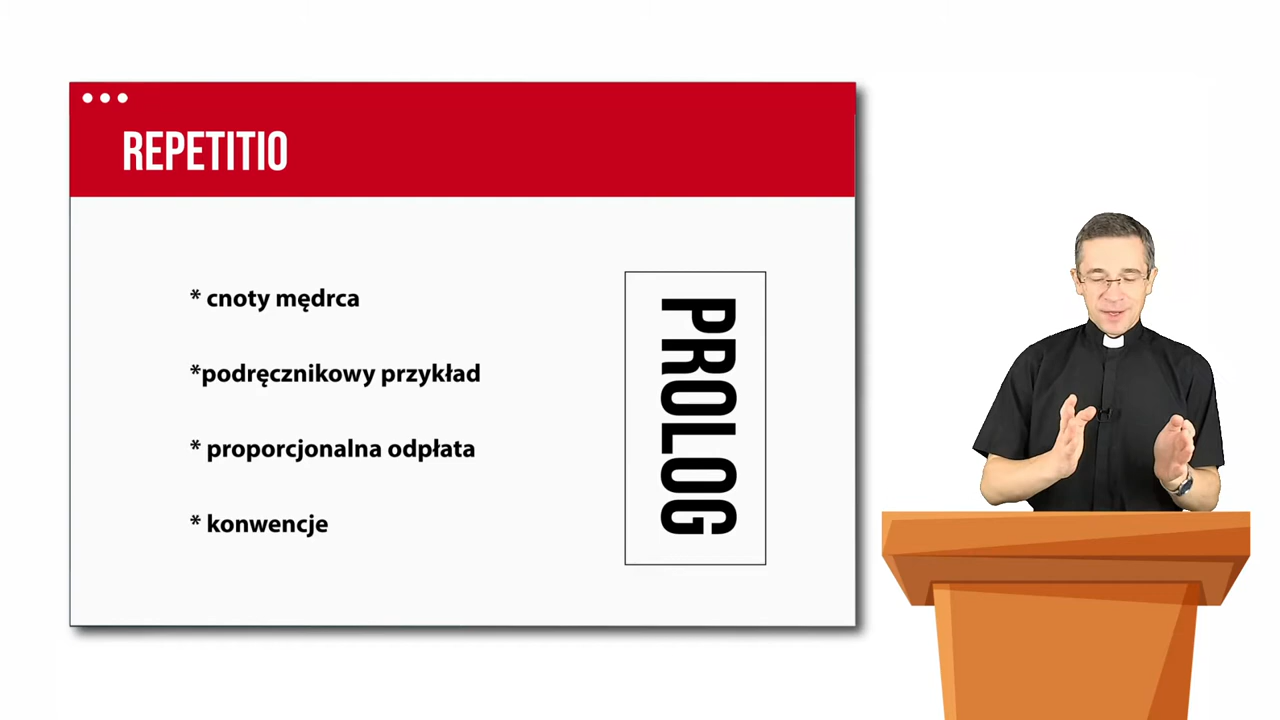 REPETITIO
* cnoty mędrca
*podręcznikowy przykład
* proporcjonalna odpłata
* konwencje
PROLOG